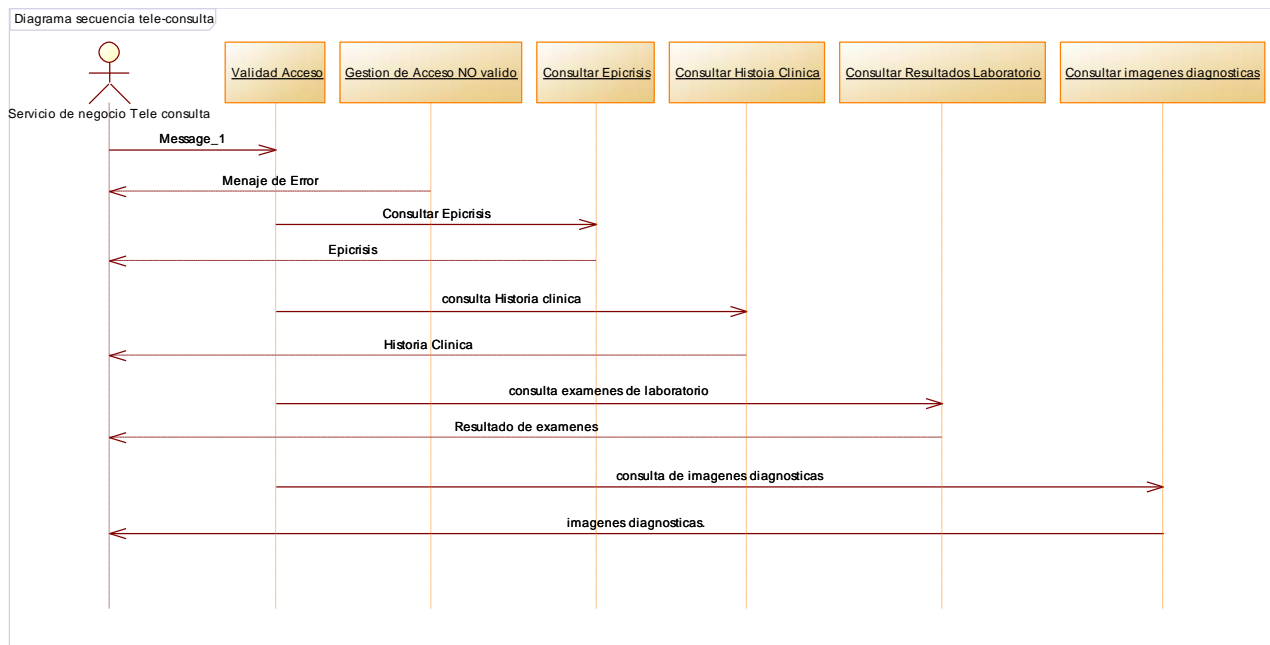 Diagrama secuencia tele-consulta
Servicio de negocio Tele consulta
Validad Acceso
Gestion de Acceso NO valido
Consultar Epicrisis
Consultar Histoia Clinica
Consultar Resultados Laboratorio
Consultar imagenes diagnosticas
Message_1
Menaje de Error
Consultar Epicrisis
Epicrisis
consulta Historia clinica
Historia Clinica
consulta examenes de laboratorio
Resultado de examenes
consulta de imagenes diagnosticas
imagenes diagnosticas.